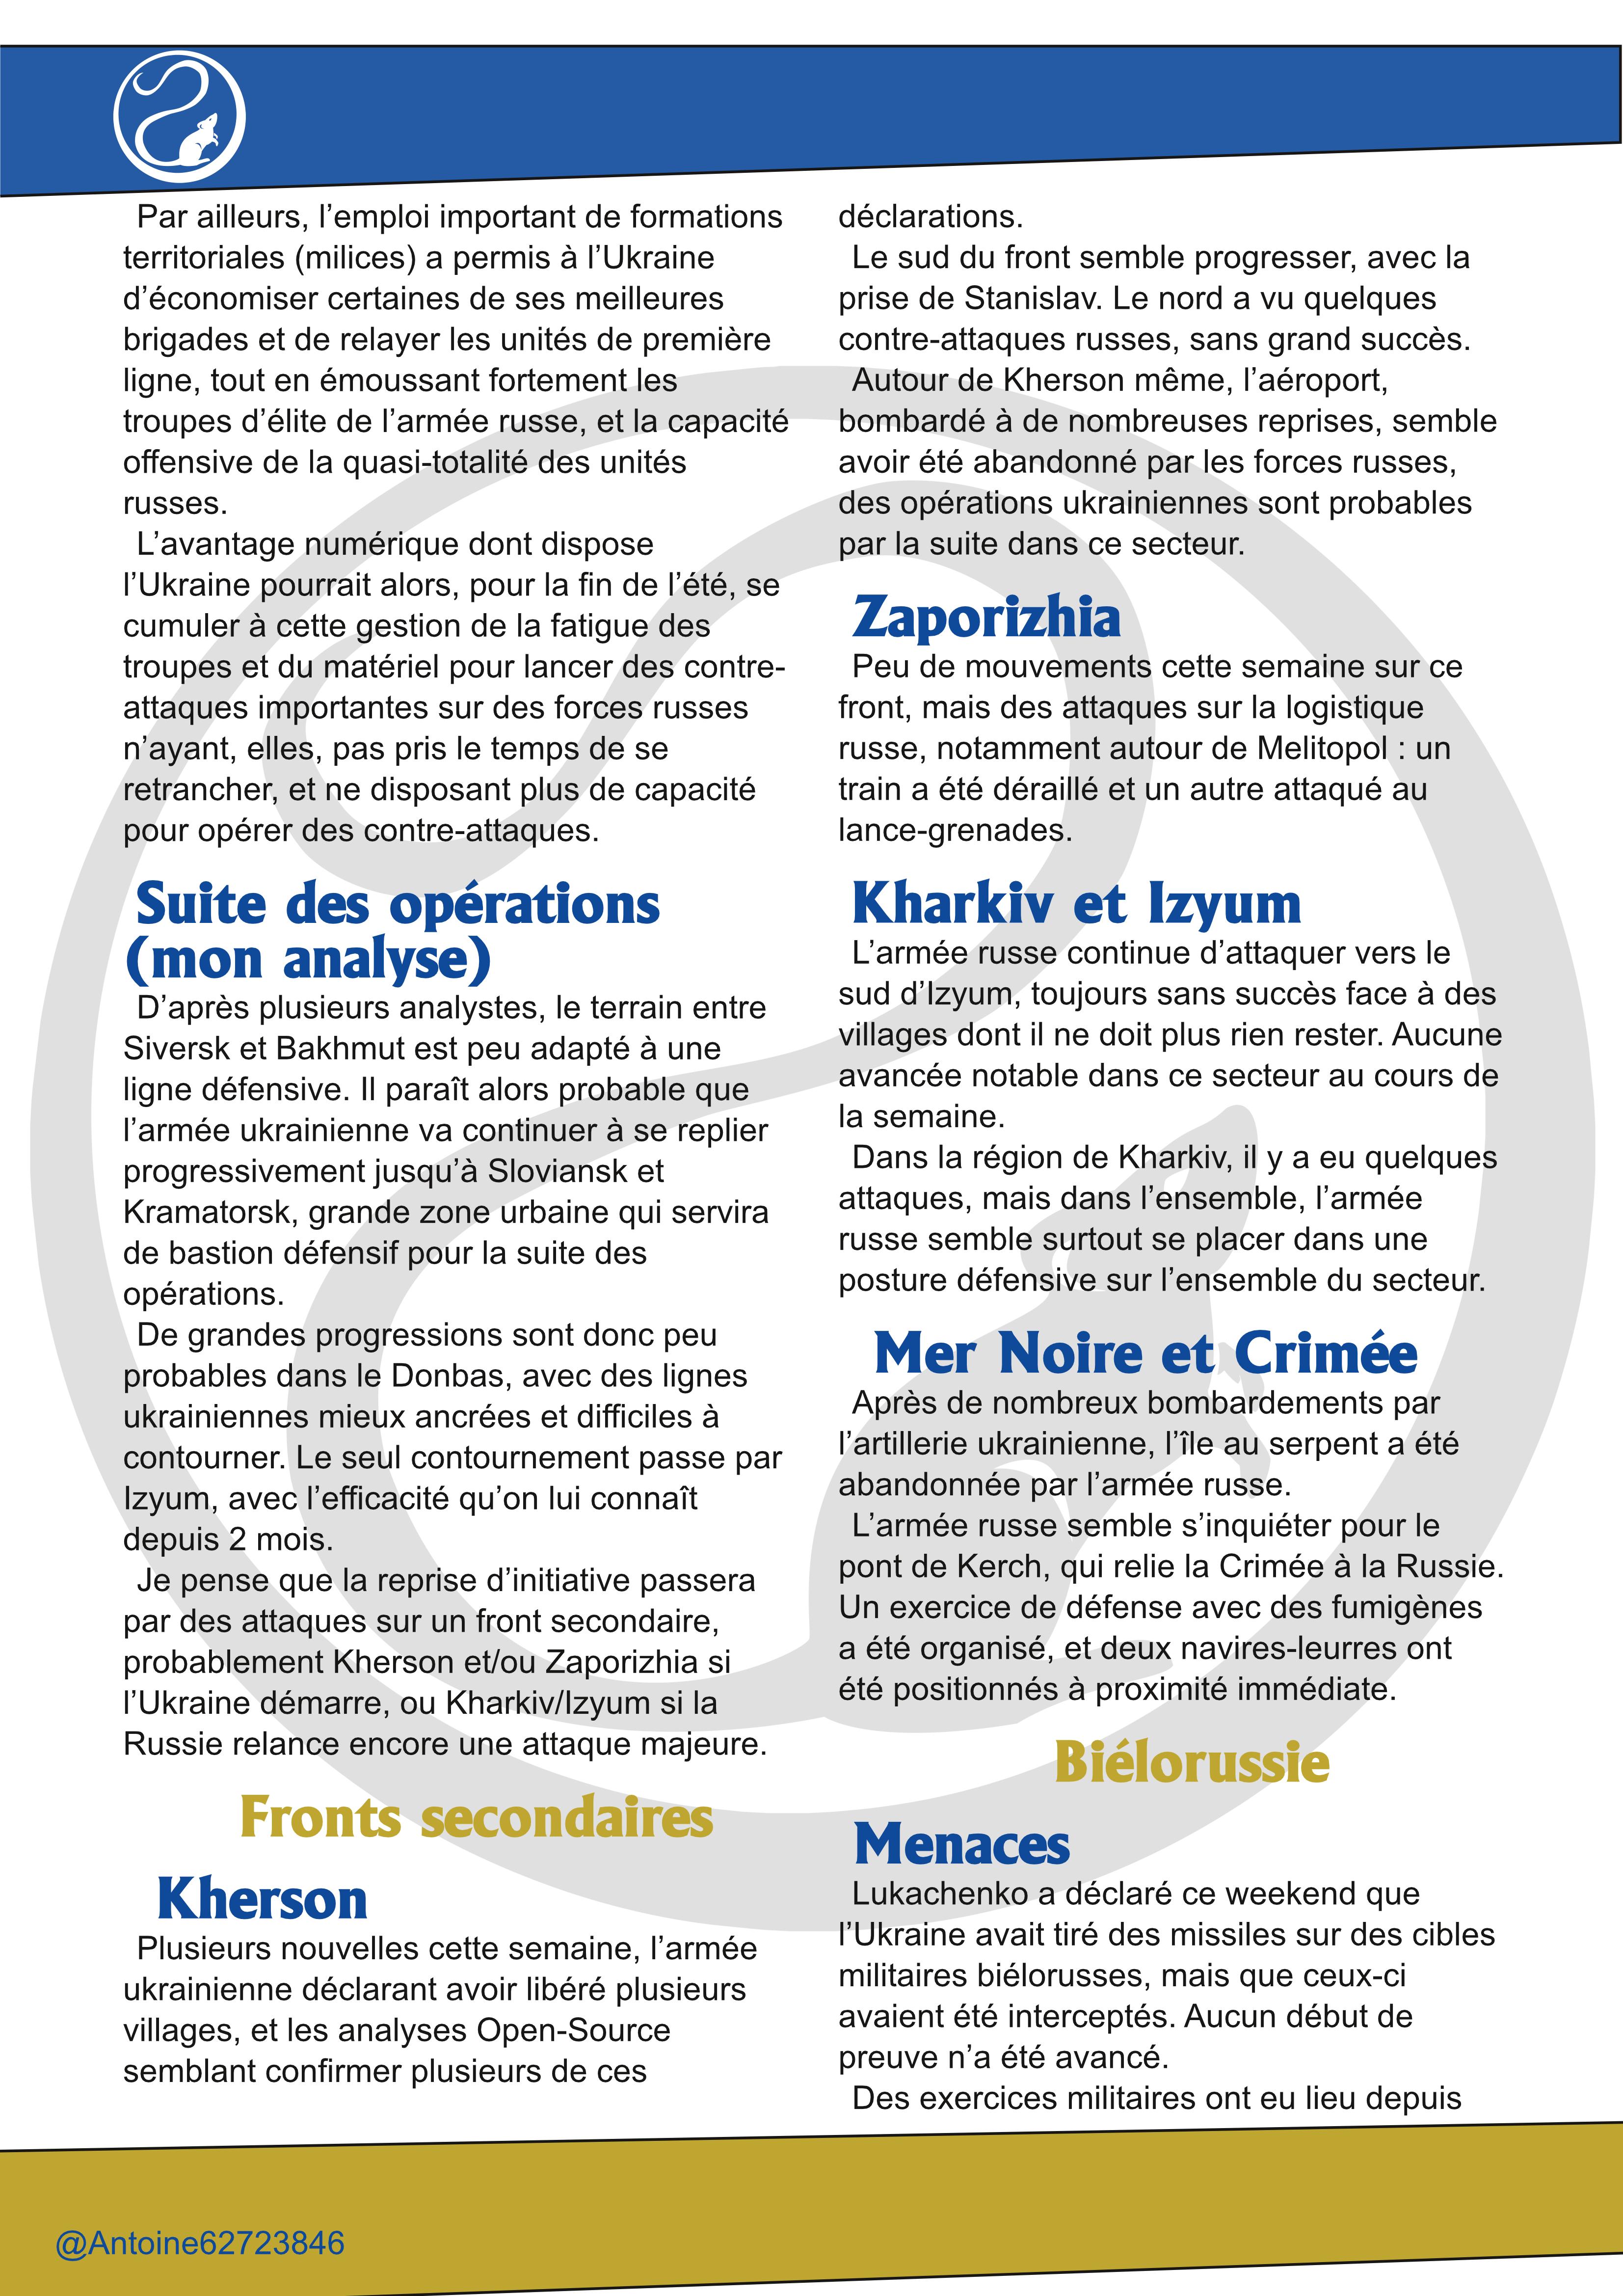 Par ailleurs, l’emploi important de formations
territoriales (milices) a permis à l’Ukraine
d’économiser certaines de ses meilleures
brigades et de relayer les unités de première
ligne, tout en émoussant fortement les
troupes d’élite de l’armée russe, et la capacité
offensive de la quasi-totalité des unités
russes.
L’avantage numérique dont dispose
l’Ukraine pourrait alors, pour la fin de l’été, se
cumuler à cette gestion de la fatigue des
troupes et du matériel pour lancer des contre-
attaques importantes sur des forces russes
n’ayant, elles, pas pris le temps de se
retrancher, et ne disposant plus de capacité
pour opérer des contre-attaques.
Suite des opérations
(mon analyse)
D’après plusieurs analystes, le terrain entre
Siversk et Bakhmut est peu adapté à une
ligne défensive. Il paraît alors probable que
l’armée ukrainienne va continuer à se replier
progressivement jusqu’à Sloviansk et
Kramatorsk, grande zone urbaine qui servira
de bastion défensif pour la suite des
opérations.
De grandes progressions sont donc peu
probables dans le Donbas, avec des lignes
ukrainiennes mieux ancrées et difficiles à
contourner. Le seul contournement passe par
Izyum, avec l’efficacité qu’on lui connaît
depuis 2 mois.
Je pense que la reprise d’initiative passera
par des attaques sur un front secondaire,
probablement Kherson et/ou Zaporizhia si
l’Ukraine démarre, ou Kharkiv/Izyum si la
Russie relance encore une attaque majeure.
Fronts secondaires
Kherson
Plusieurs nouvelles cette semaine, l’armée
ukrainienne déclarant avoir libéré plusieurs
villages, et les analyses Open-Source
semblant confirmer plusieurs de ces
déclarations.
Le sud du front semble progresser, avec la
prise de Stanislav. Le nord a vu quelques
contre-attaques russes, sans grand succès.
Autour de Kherson même, l’aéroport,
bombardé à de nombreuses reprises, semble
avoir été abandonné par les forces russes,
des opérations ukrainiennes sont probables
par la suite dans ce secteur.
Zaporizhia
Peu de mouvements cette semaine sur ce
front, mais des attaques sur la logistique
russe, notamment autour de Melitopol : un
train a été déraillé et un autre attaqué au
lance-grenades.
Kharkiv et Izyum
L’armée russe continue d’attaquer vers le
sud d’Izyum, toujours sans succès face à des
villages dont il ne doit plus rien rester. Aucune
avancée notable dans ce secteur au cours de
la semaine.
Dans la région de Kharkiv, il y a eu quelques
attaques, mais dans l’ensemble, l’armée
russe semble surtout se placer dans une
posture défensive sur l’ensemble du secteur.
Mer Noire et Crimée
Après de nombreux bombardements par
l’artillerie ukrainienne, l’île au serpent a été
abandonnée par l’armée russe.
L’armée russe semble s’inquiéter pour le
pont de Kerch, qui relie la Crimée à la Russie.
Un exercice de défense avec des fumigènes
a été organisé, et deux navires-leurres ont
été positionnés à proximité immédiate.
Biélorussie
Menaces
Lukachenko a déclaré ce weekend que
l’Ukraine avait tiré des missiles sur des cibles
militaires biélorusses, mais que ceux-ci
avaient été interceptés. Aucun début de
preuve n’a été avancé.
Des exercices militaires ont eu lieu depuis
@Antoine62723846